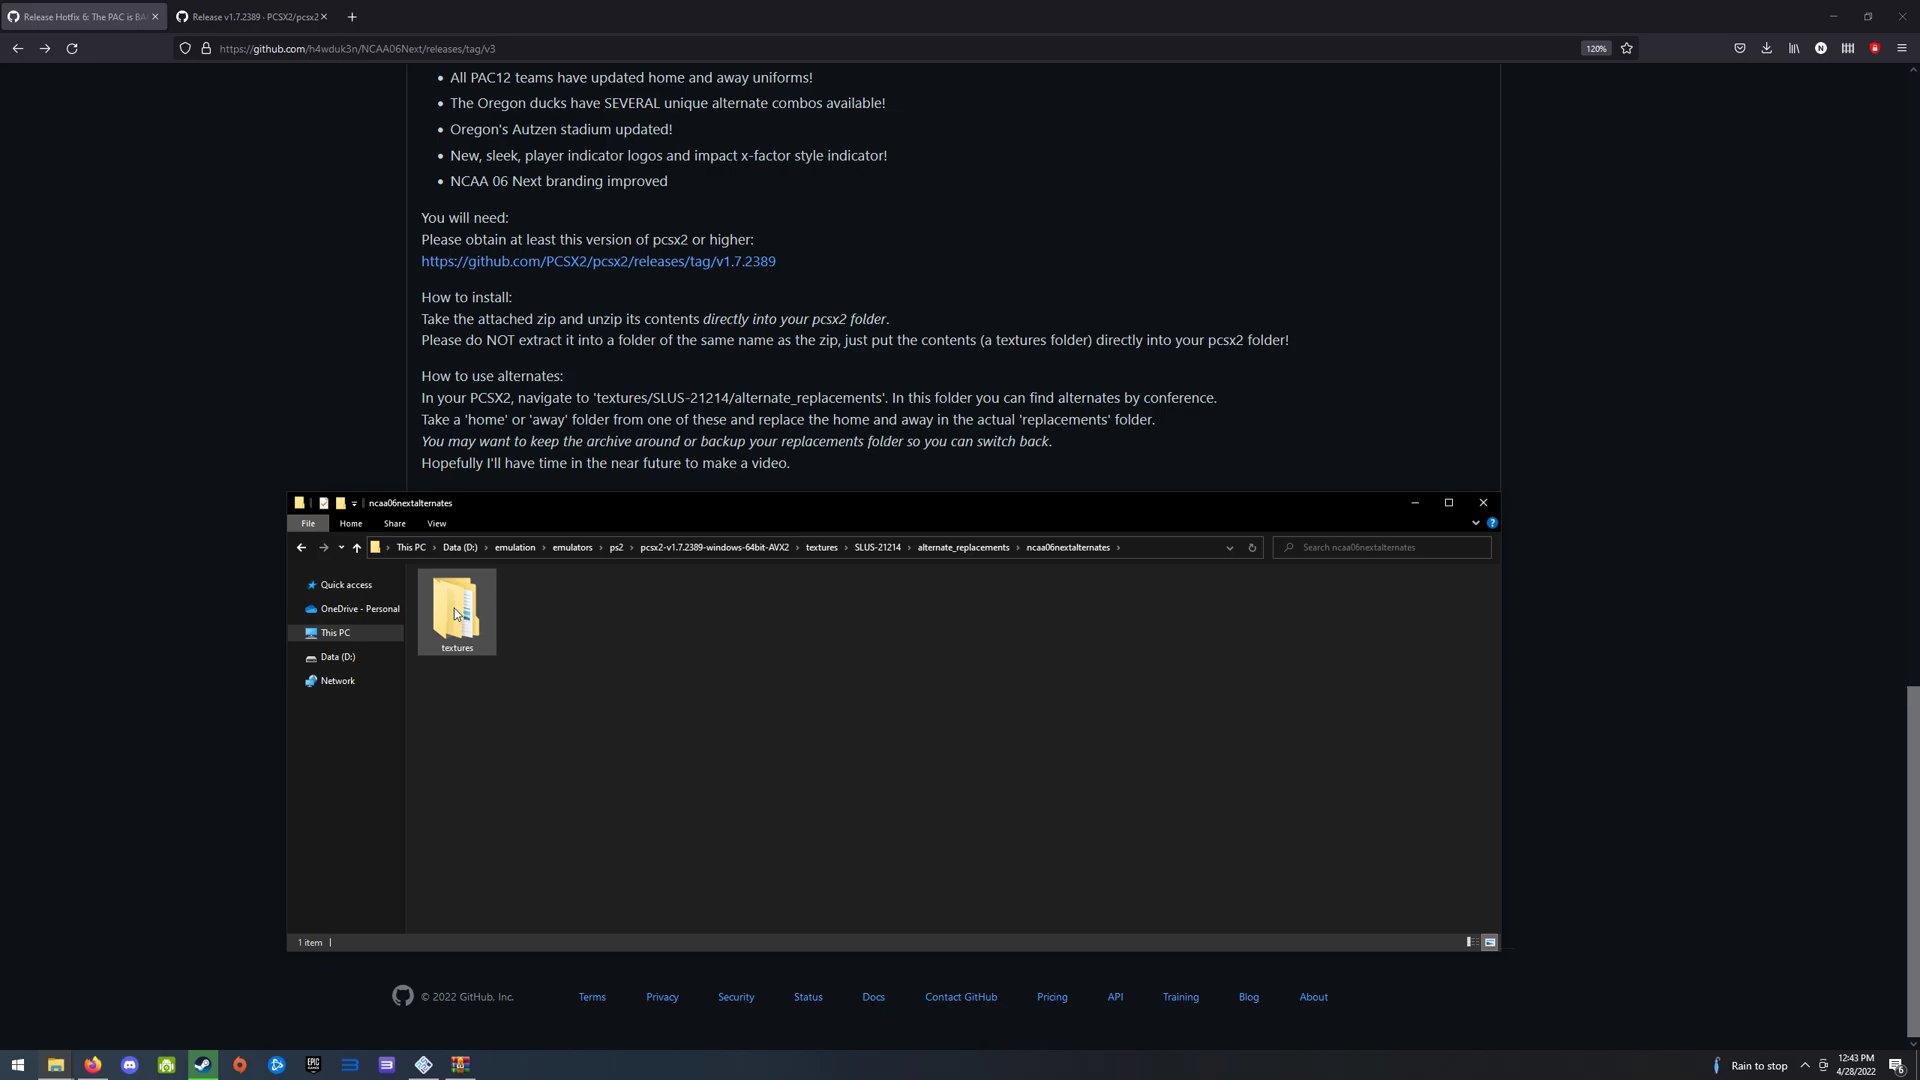 Release Hotfix 6: The PAC is BA
Release v1.7.2389 · PCSX2/pcsx2
https://github.com/h4wduk3n/NCAA06Next/releases/tag/v3
120%
All PAC12 teams have updated home and away uniforms!
The Oregon ducks have SEVERAL unique alternate combos available!
Oregon's Autzen stadium updated!
New, sleek, player indicator logos and impact x-factor style indicator!
NCAA 06 Next branding improved
You will need:
Please obtain at least this version of pcsx2 or higher:
https://github.com/PCSX2/pcsx2/releases/tag/v1.7.2389
How to install:
Take the attached zip and unzip its contents directly into your pcsx2 folder.
Please do NOT extract it into a folder of the same name as the zip, just put the contents (a textures folder) directly into your pcsx2 folder!
How to use alternates:
In your PCSX2, navigate to 'textures/SLUS-21214/alternate_replacements'. In this folder you can find alternates by conference.
Take a 'home' or 'away' folder from one of these and replace the home and away in the actual 'replacements' folder.
You may want to keep the archive around or backup your replacements folder so you can switch back.
Hopefully I'll have time in the near future to make a video.
ncaa06nextalternates
File Home Share View
This PC Data (D:) emulation emulators ps2 pcsx2-v1.7.2389-windows-64bit-AVX2 textures SLUS-21214 alternate_replacements ncaa06nextalternates
Search ncaa06nextalternates
Quick access
OneDrive - Personal
This PC
Data (D:)
Network
textures
1 item
© 2022 GitHub, Inc. Terms Privacy Security Status Docs Contact GitHub Pricing API Training Blog About
EPIC
Rain to stop
12:43 PM
4/28/2022